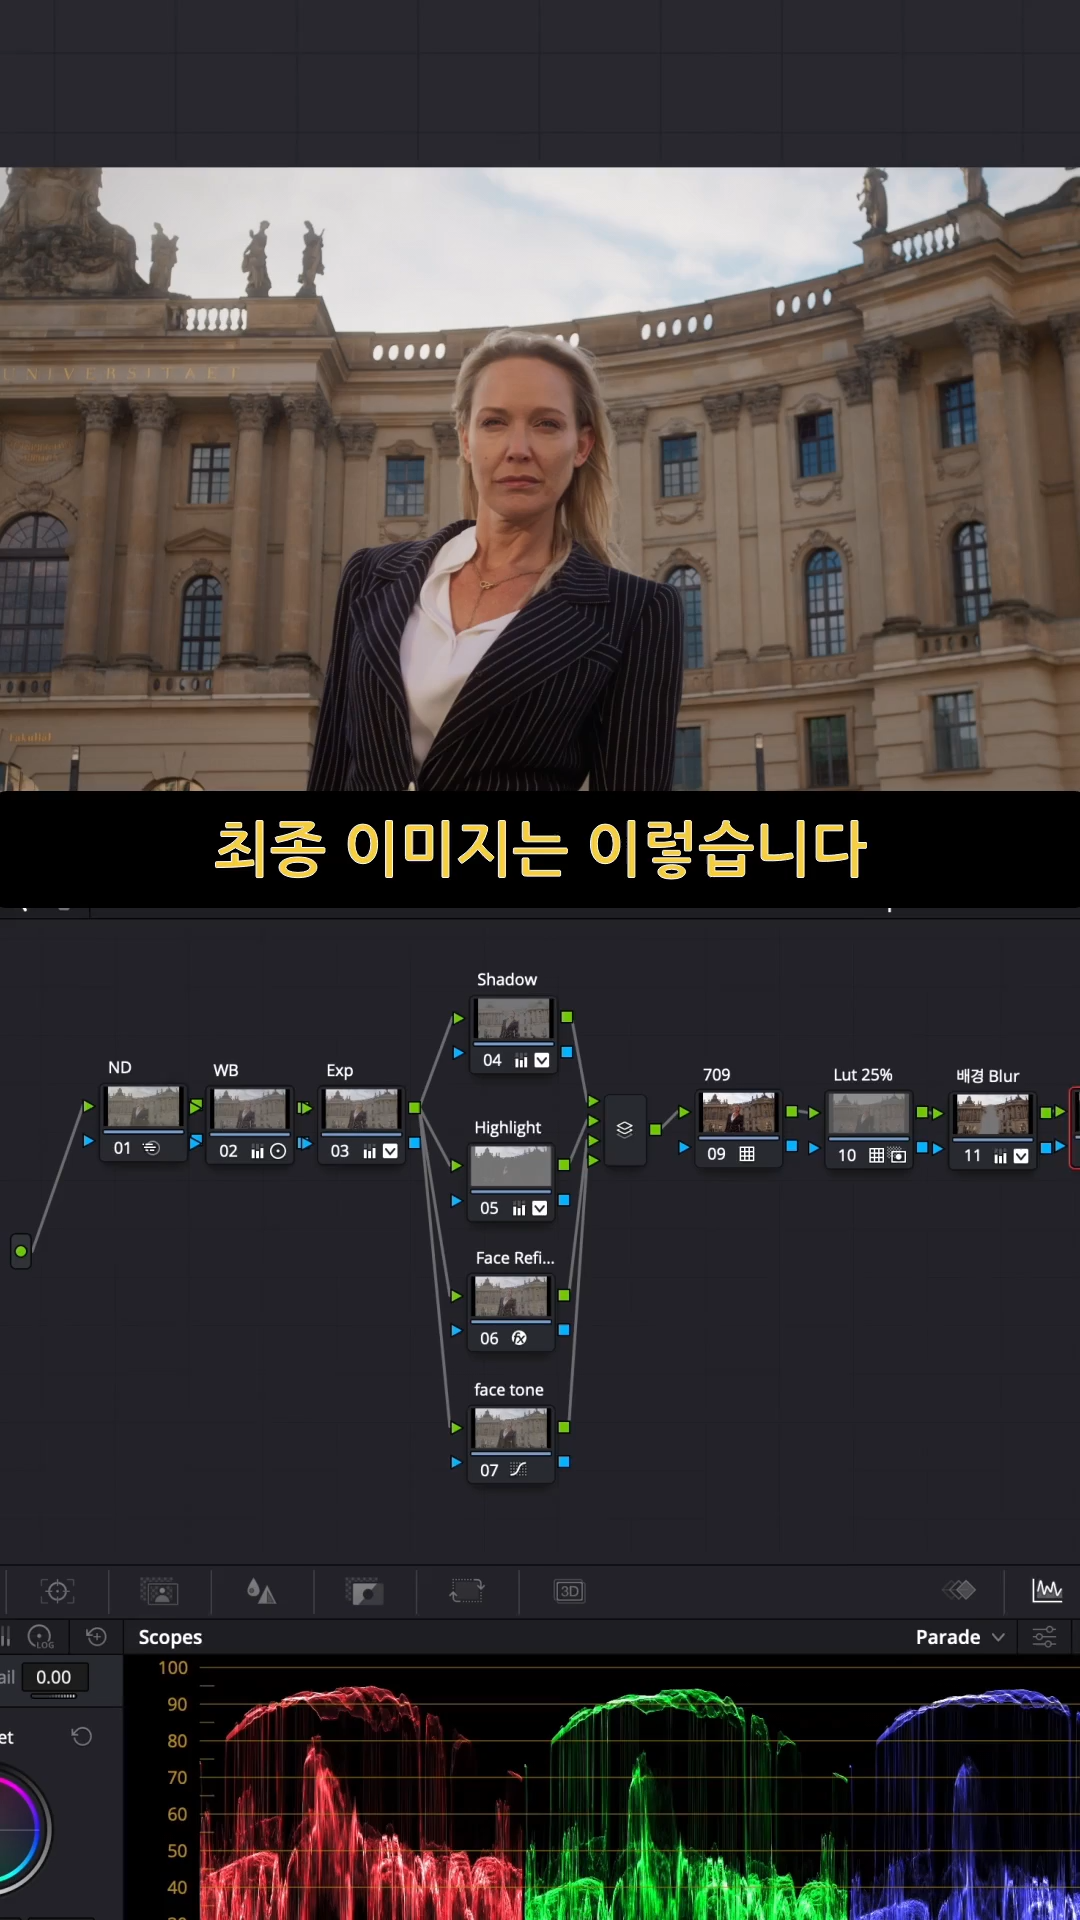 UNIVERSITAET
최종 이미지는 이렇습니다
Shadow
04
ND
01
WB
02
Exp
03
Highlight
05
Face Refi...
06
face tone
07
709
09
Lut 25%
10
배경 Blur
11
3D
LOG
Scopes
Parade
ail 0.00
et
100
90
80
70
60
50
40